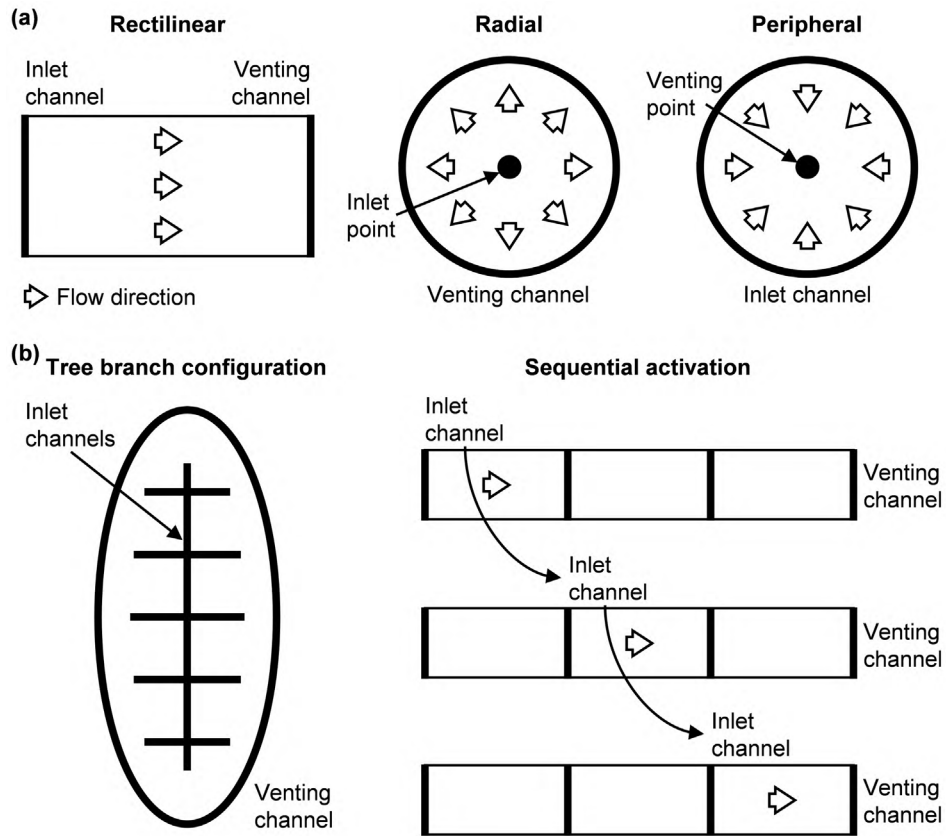 (a)
Rectilinear
Radial
Peripheral
Inlet
channel
Venting
channel
Inlet
point
Venting
point
Flow direction
Venting channel
Inlet channel
(b)
Tree branch configuration
Sequential activation
Inlet
channels
Venting
channel
Inlet
channel
Venting
channel
Inlet
channel
Venting
channel
Inlet
channel
Venting
channel